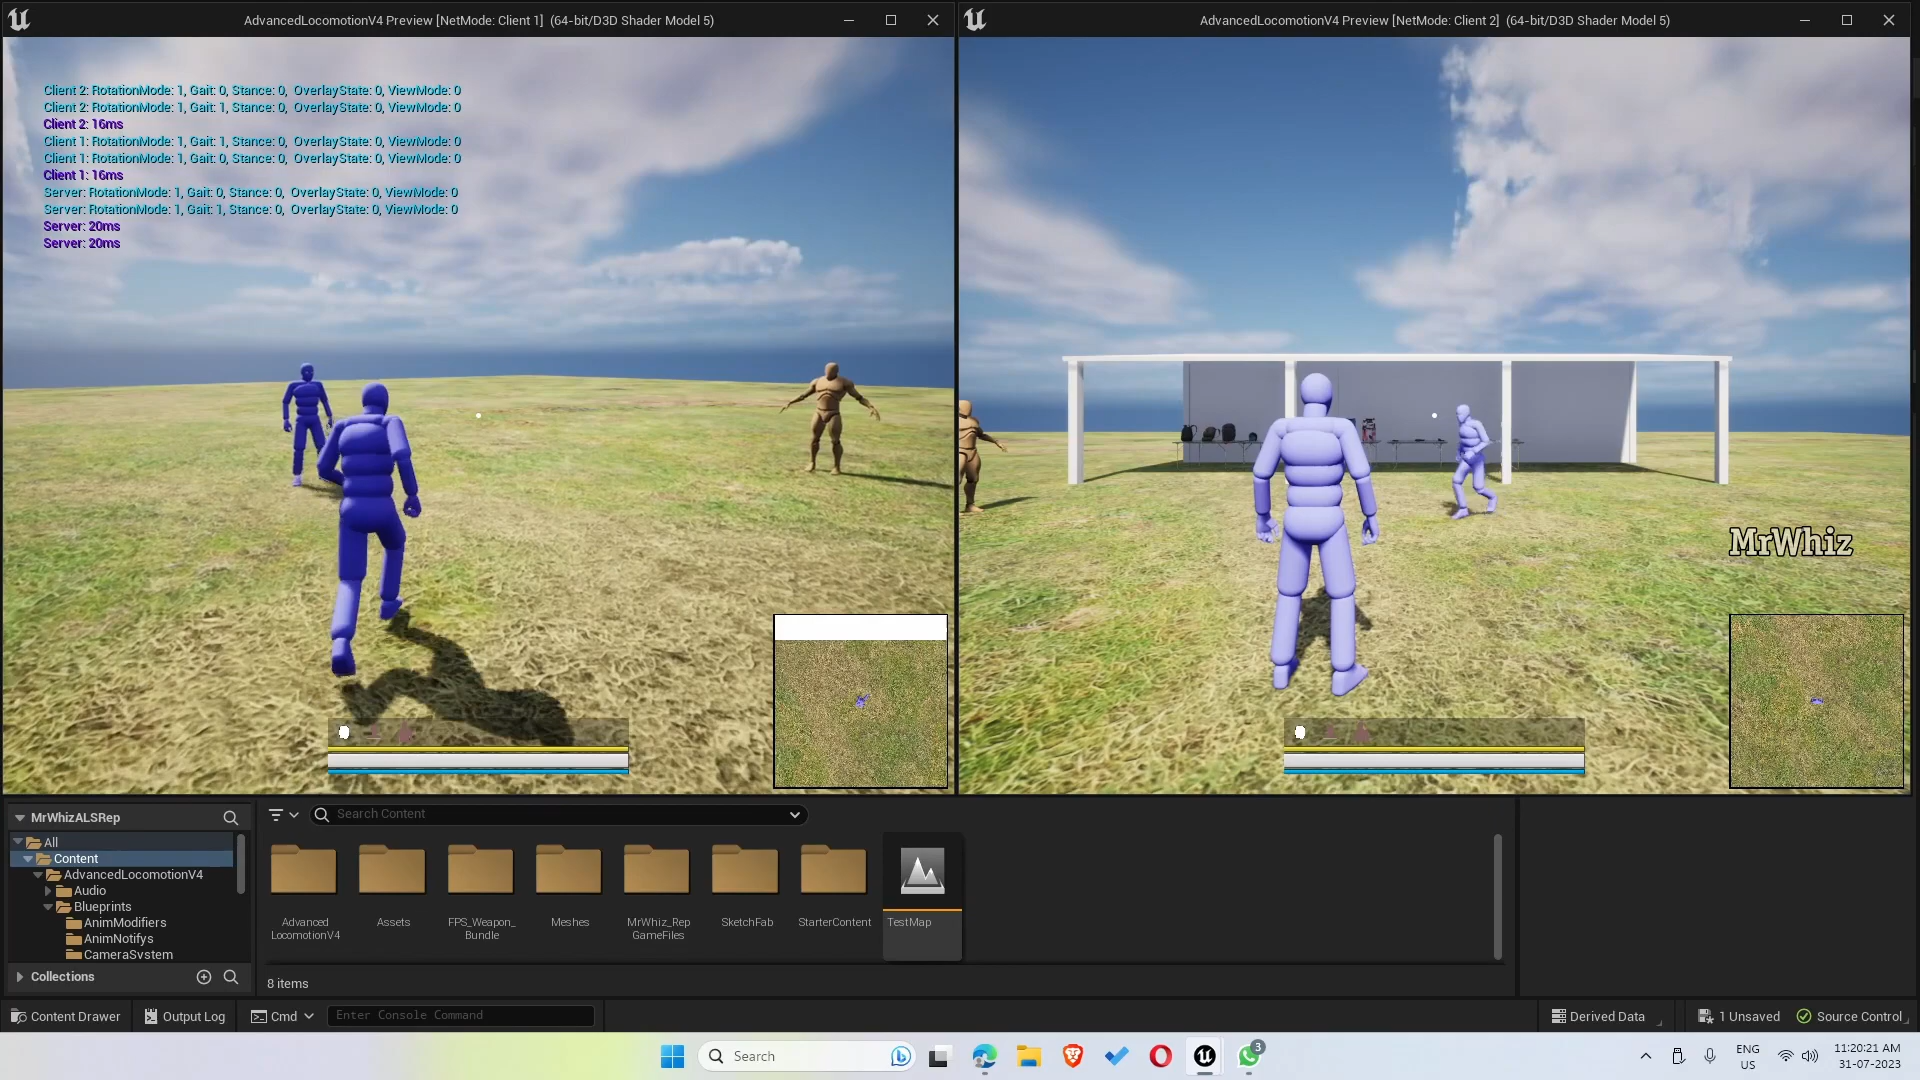 AdvancedLocomotionV4 Preview [NetMode: Client 1] (64-bit/D3D Shader Model 5)
AdvancedLocomotionV4 Preview [NetMode: Client 2] (64-bit/D3D Shader Model 5)
Client 2: RotationMode: 1, Gait: 0, Stance: 0, OverlayState: 0, ViewMode: 0
Client 2: RotationMode: 1, Gait: 1, Stance: 0, OverlayState: 0, ViewMode: 0
Client 2: 16ms
Client 1: RotationMode: 1, Gait: 1, Stance: 0, OverlayState: 0, ViewMode: 0
Client 1: RotationMode: 1, Gait: 0, Stance: 0, OverlayState: 0, ViewMode: 0
Client 1: 16ms
Server: RotationMode: 1, Gait: 0, Stance: 0, OverlayState: 0, ViewMode: 0
Server: RotationMode: 1, Gait: 1, Stance: 0, OverlayState: 0, ViewMode: 0
Server: 20ms
Server: 20ms
MrWhiz
MrWhizALSRep
All
Content
AdvancedLocomotionV4
Audio
Blueprints
AnimModifiers
AnimNotifys
CameraSystem
Collections
Search Content
Advanced
LocomotionV4
Assets
FPS_Weapon_
Bundle
Meshes
MrWhiz_Rep
GameFiles
SketchFab
StarterContent
TestMap
8 items
Content Drawer
Output Log
Cmd
Enter Console Command
Derived Data
1 Unsaved
Source Control
Search
3
ENG
US
11:20:21 AM
31-07-2023